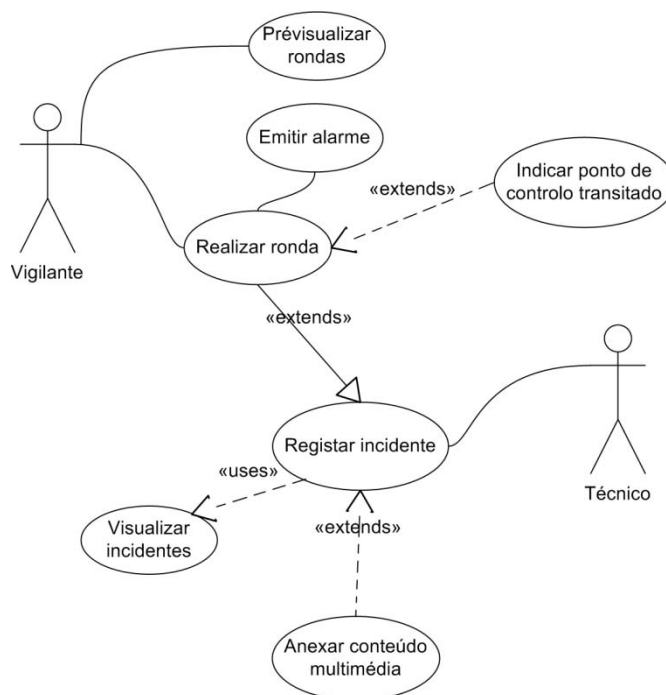 Prévisualizar
rondas
Emitir alarme
Indicar ponto de
controlo transitado
«extends»
Realizar ronda
Vigilante
«extends»
Registar incidente
Técnico
«uses»
«extends»
Visualizar
incidentes
Anexar conteúdo
multimédia